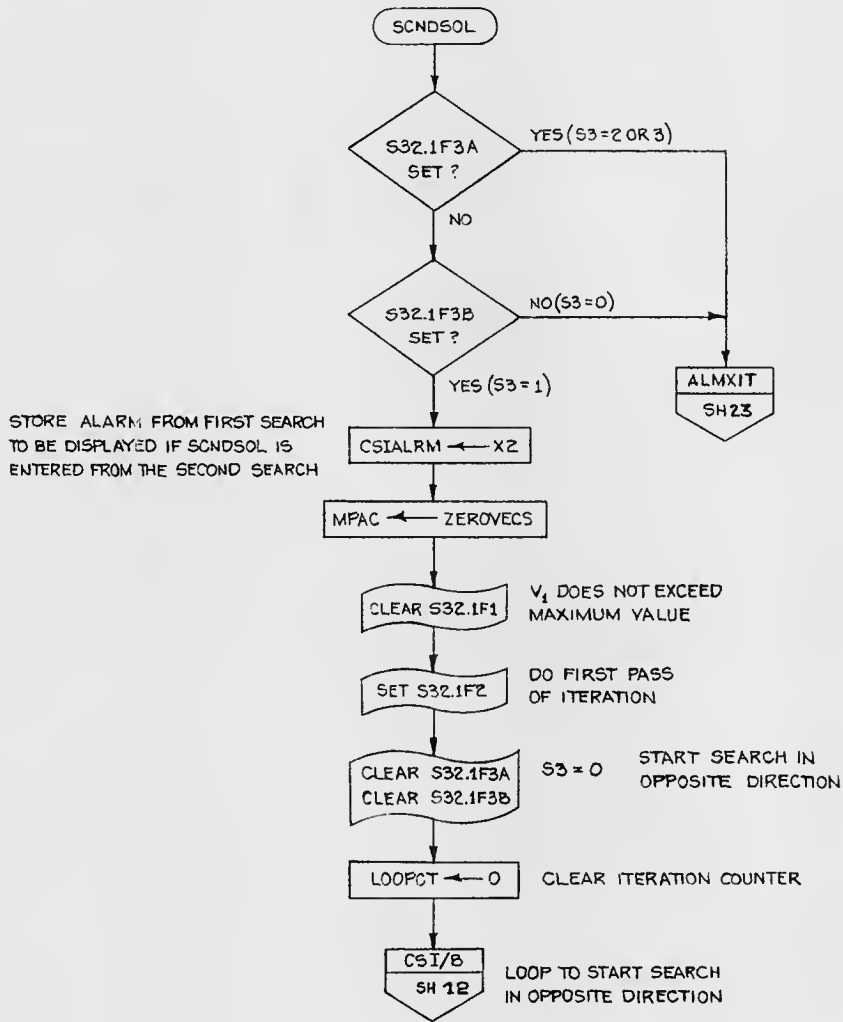 SCNDSOL
S32.1F3A
SET ?
YES (S3=2 OR 3)
NO
S32.1F3B
SET ?
NO (S3=0)
YES (S3=1)
ALMXIT
SH 23
STORE ALARM FROM FIRST SEARCH
TO BE DISPLAYED IF SCNDSOL IS
ENTERED FROM THE SECOND SEARCH
CSIALRM ← X2
MPAC ← ZEROVECS
CLEAR S32.1F1
V₁ DOES NOT EXCEED
MAXIMUM VALUE
SET S32.1F2
DO FIRST PASS
OF ITERATION
CLEAR S32.1F3A
CLEAR S32.1F3B
S3 = 0
START SEARCH IN
OPPOSITE DIRECTION
LOOPCT ← 0
CLEAR ITERATION COUNTER
CSI/B
SH 12
LOOP TO START SEARCH
IN OPPOSITE DIRECTION